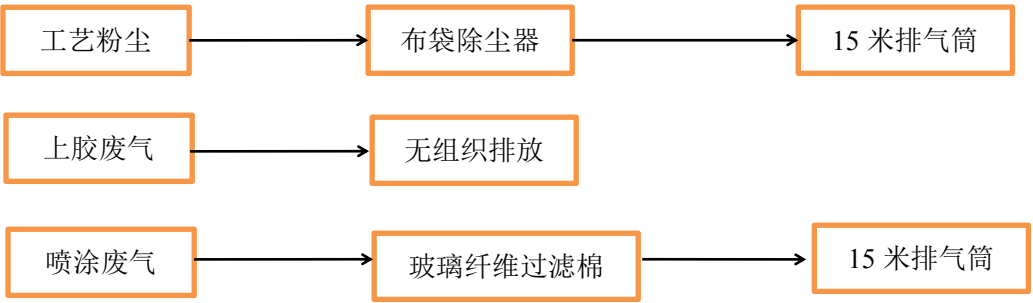 工艺粉尘
布袋除尘器
15 米排气筒
上胶废气
无组织排放
喷涂废气
玻璃纤维过滤棉
15 米排气筒